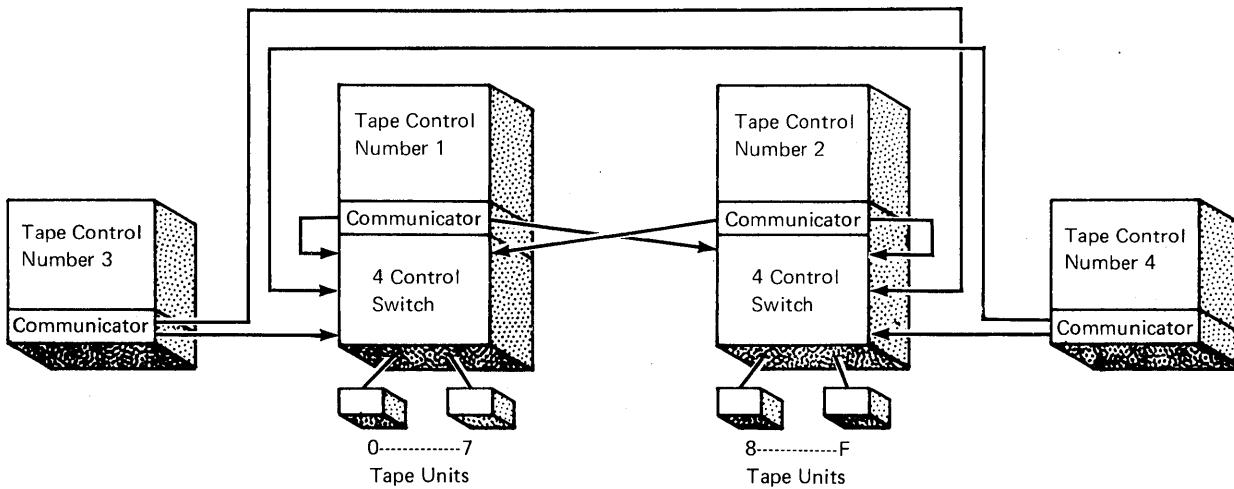 Tape Control
Number 1
Communicator
4 Control
Switch
0--------------7
Tape Units
Tape Control
Number 2
Communicator
4 Control
Switch
8--------------F
Tape Units
Tape Control
Number 3
Communicator
Tape Control
Number 4
Communicator